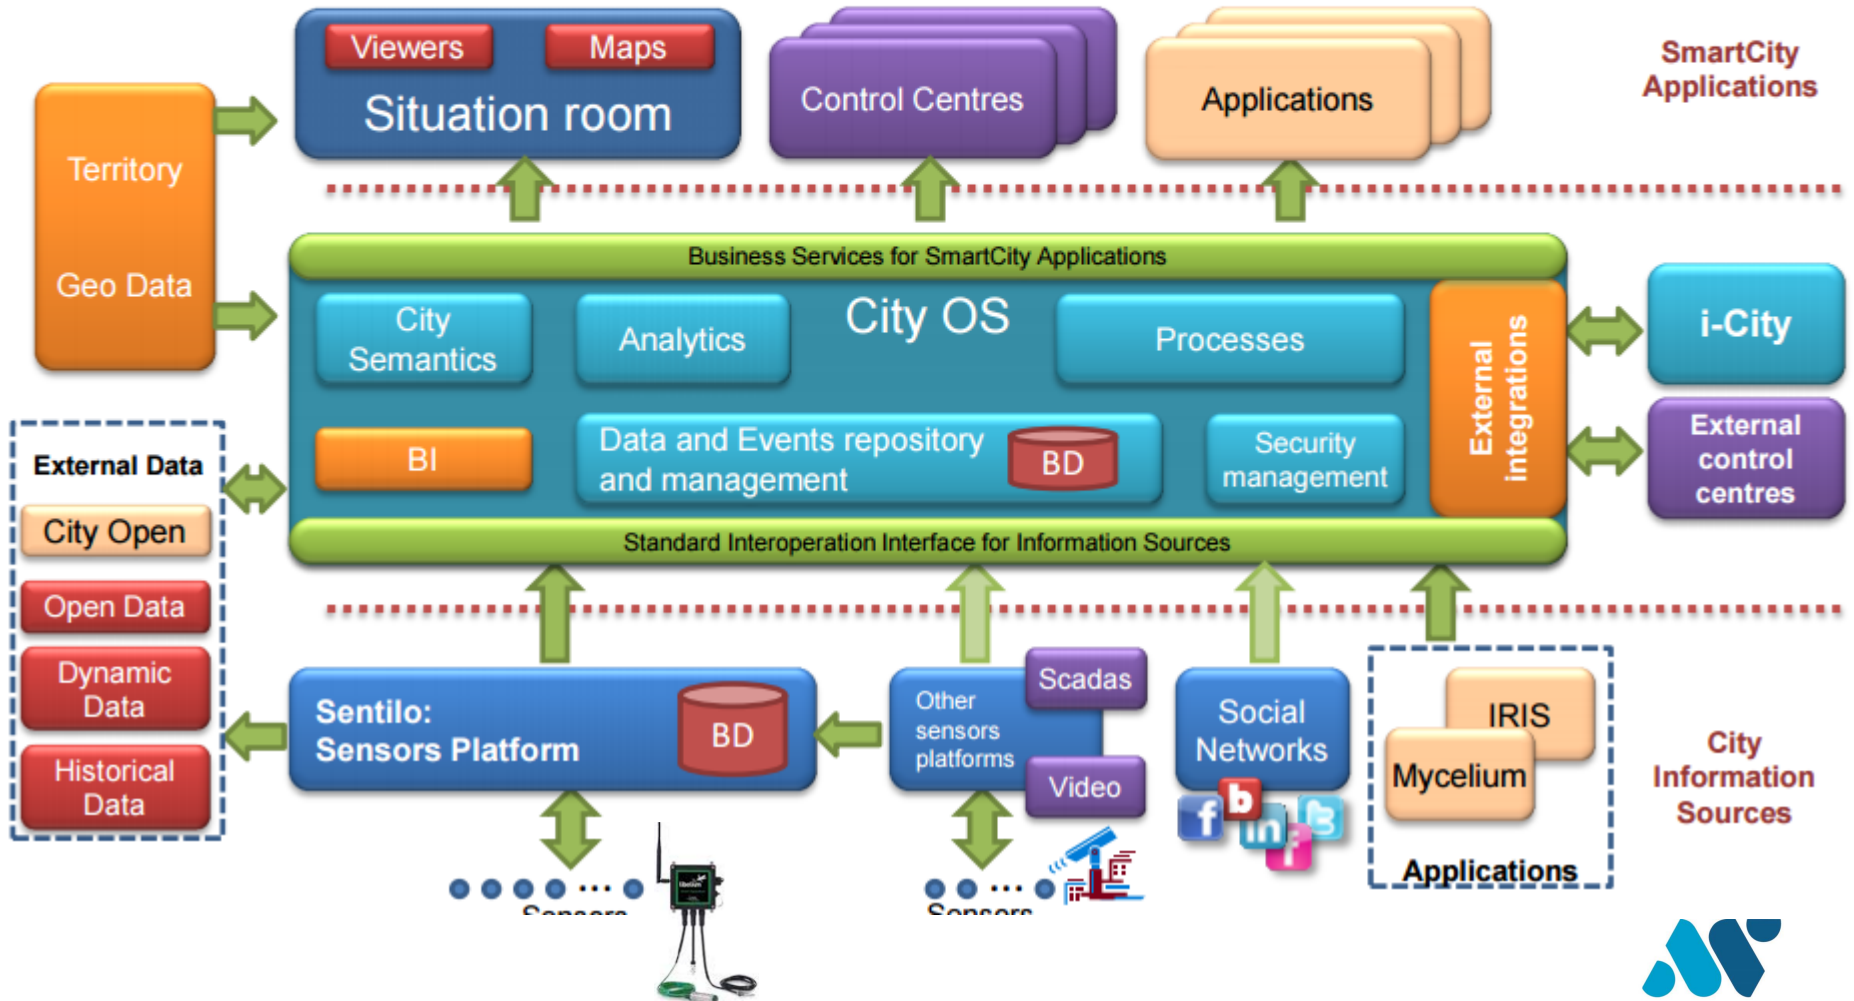 Viewers
Maps
Situation room
Control Centres
Applications
SmartCity
Applications
Territory
Geo Data
Business Services for SmartCity Applications
City OS
City
Semantics
Analytics
Processes
BI
Data and Events repository
and management
BD
Security
management
External
integrations
i-City
External
control
centres
Standard Interoperation Interface for Information Sources
External Data
City Open
Open Data
Dynamic
Data
Historical
Data
Sentilo:
Sensors Platform
BD
Other
sensors
platforms
Scadas
Video
Social
Networks
f
b
in
f
t
IRIS
Mycelium
Applications
City
Information
Sources
...
Sensors
...
Sensors